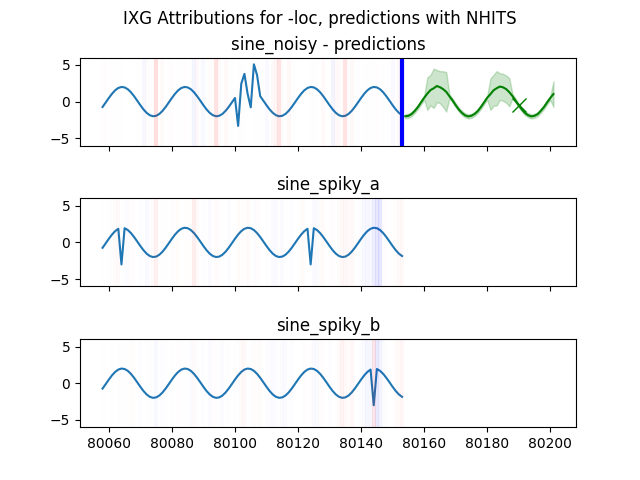 IXG Attributions for -loc, predictions with NHITS
sine_noisy - predictions
5
0
−5
sine_spiky_a
5
0
−5
sine_spiky_b
5
0
−5
80060 80080 80100 80120 80140 80160 80180 80200